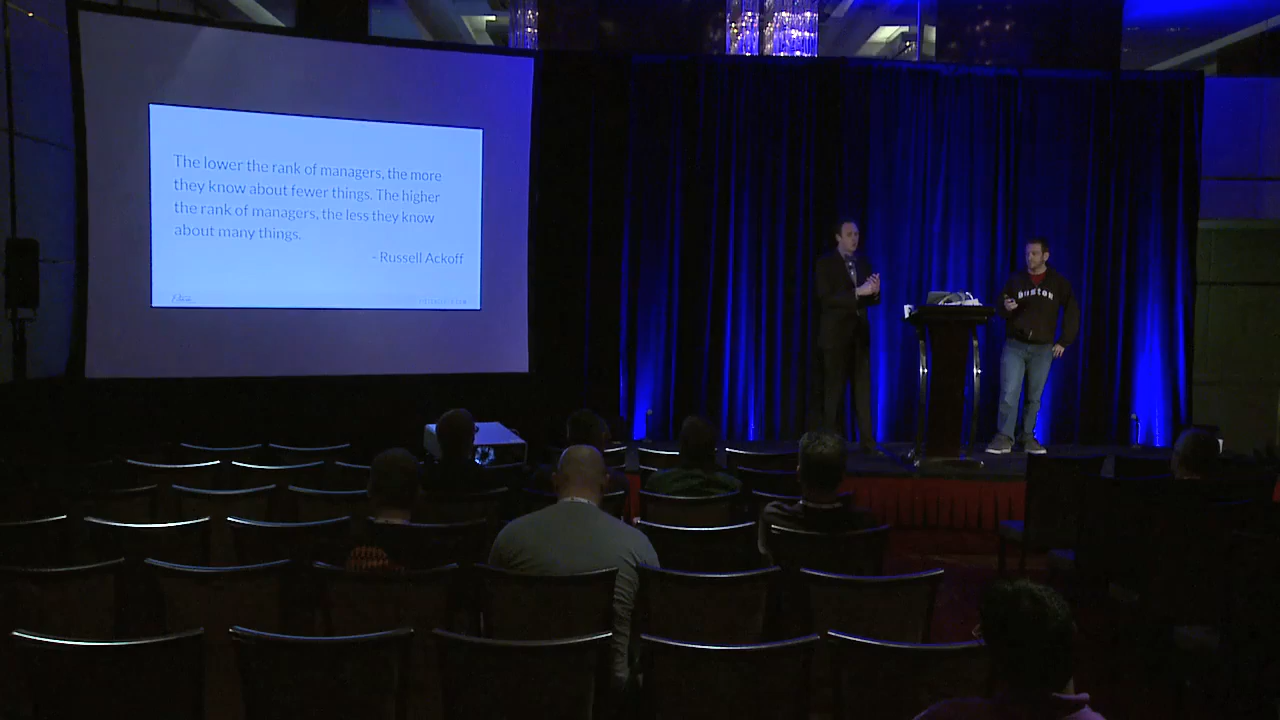 The lower the rank of managers, the more
they know about fewer things. The higher
the rank of managers, the less they know
about many things.
- Russell Ackoff